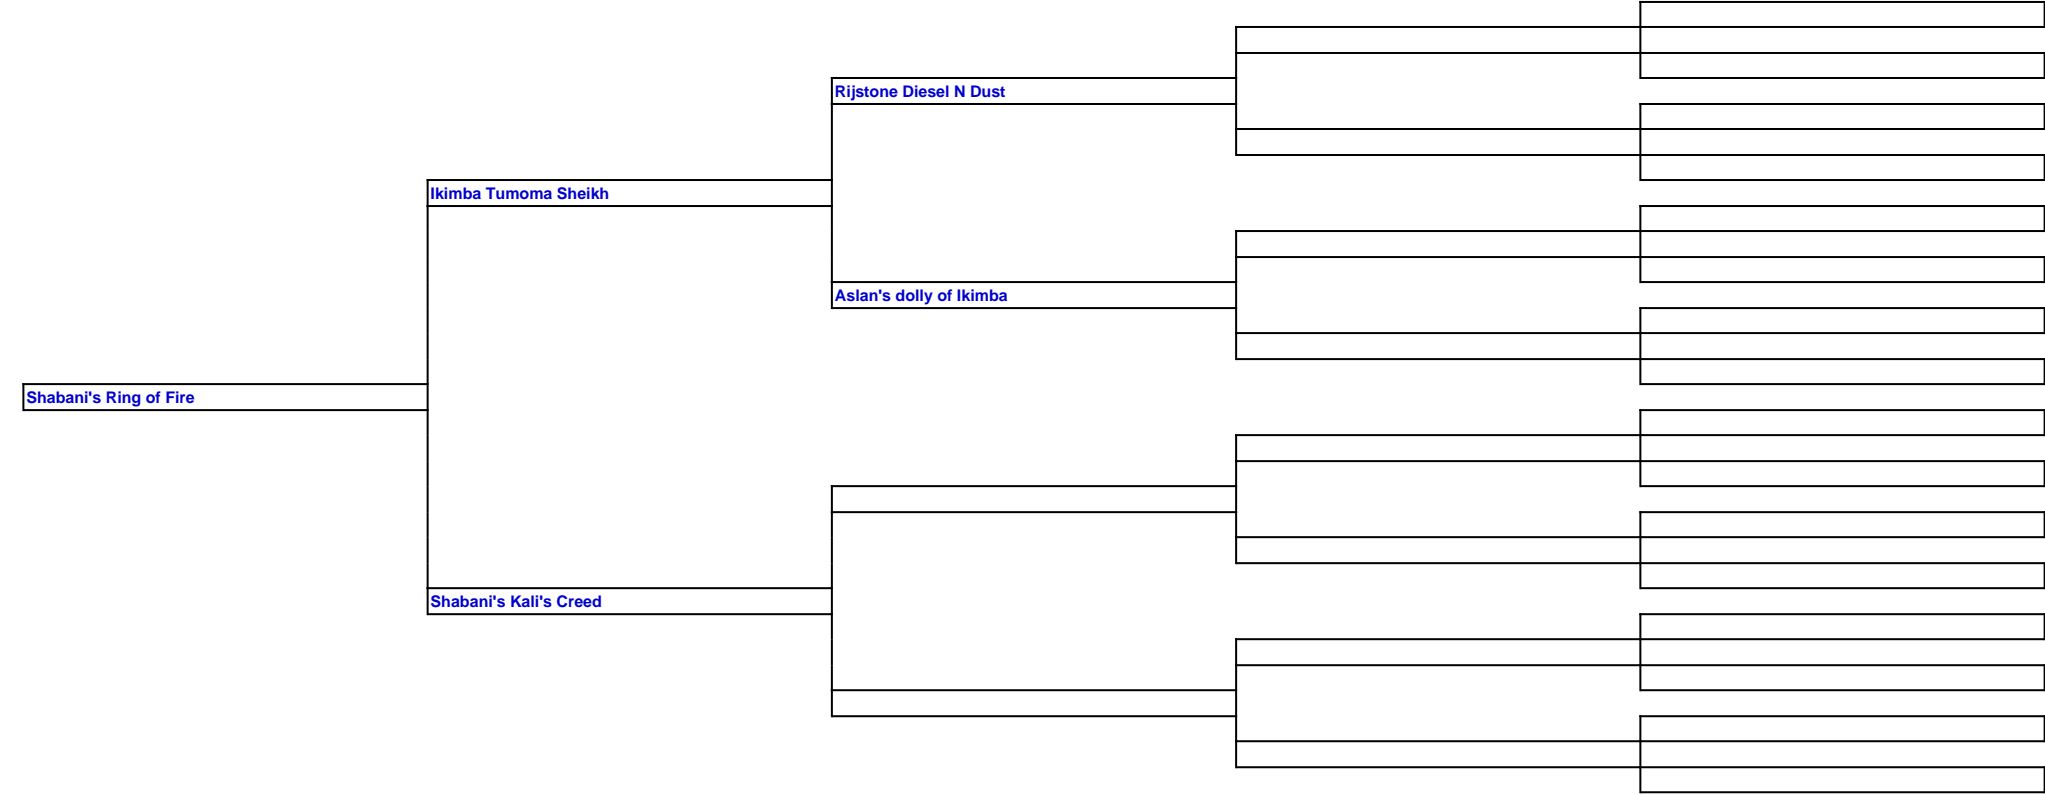 Rijstone Diesel N Dust
Ikimba Tumoma Sheikh
Aslan's dolly of Ikimba
Shabani's Ring of Fire
Shabani's Kali's Creed